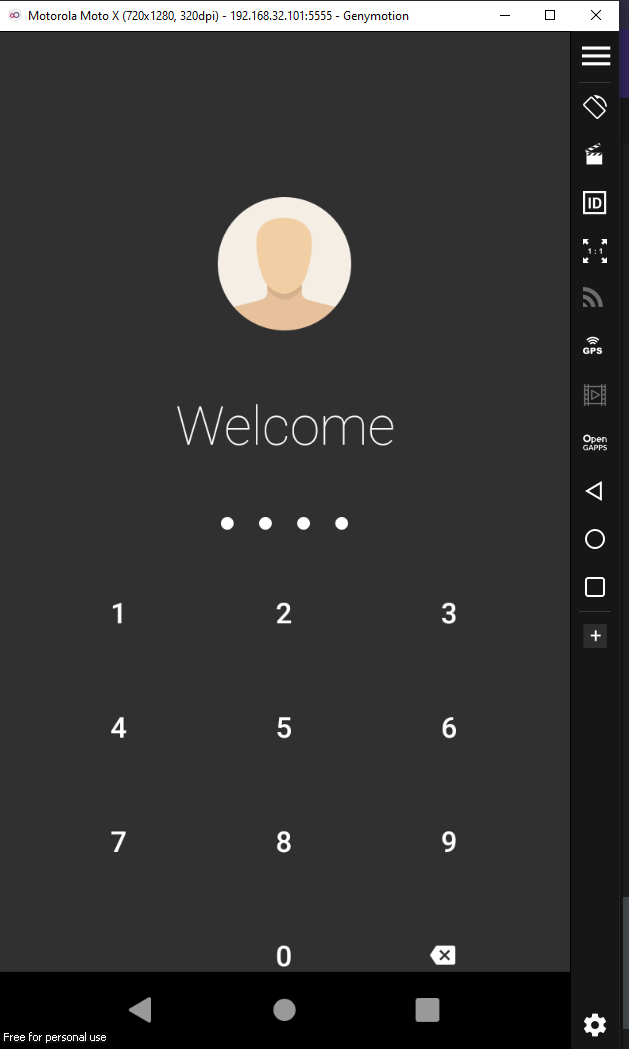 Motorola Moto X (720x1280, 320dpi) - 192.168.32.101:5555 - Genymotion
ID
1 : 1
GPS
Open
GAPPS
Welcome
1 2 3
4 5 6
7 8 9
0
Free for personal use